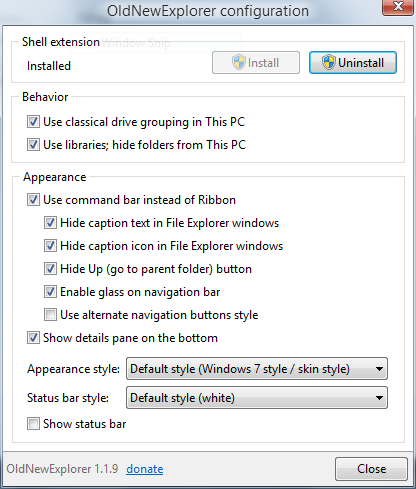 OldNewExplorer configuration
Shell extension
Window Snip
Installed
Install
Uninstall
Behavior
Use classical drive grouping in This PC
Use libraries; hide folders from This PC
Appearance
Use command bar instead of Ribbon
Hide caption text in File Explorer windows
Hide caption icon in File Explorer windows
Hide Up (go to parent folder) button
Enable glass on navigation bar
Use alternate navigation buttons style
Show details pane on the bottom
Appearance style: Default style (Windows 7 style / skin style)
Status bar style: Default style (white)
Show status bar
OldNewExplorer 1.1.9 donate
Close